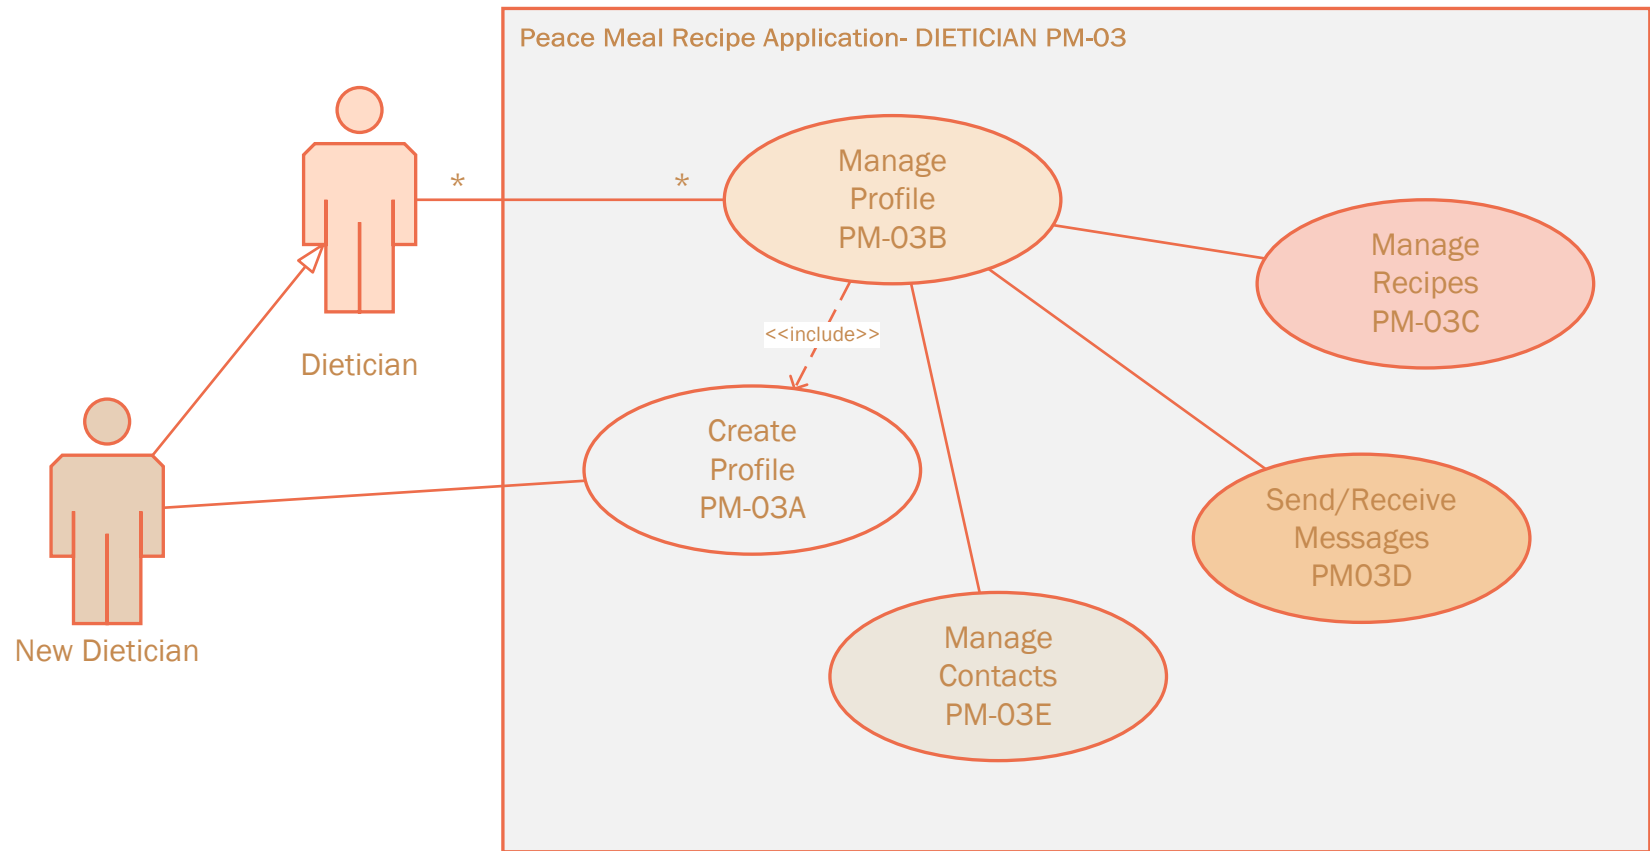 Peace Meal Recipe Application- DIETICIAN PM-03
Manage
Profile
PM-03B
*
*
Manage
Recipes
PM-03C
<<include>>
Dietician
Create
Profile
PM-03A
Send/Receive
Messages
PM03D
New Dietician
Manage
Contacts
PM-03E